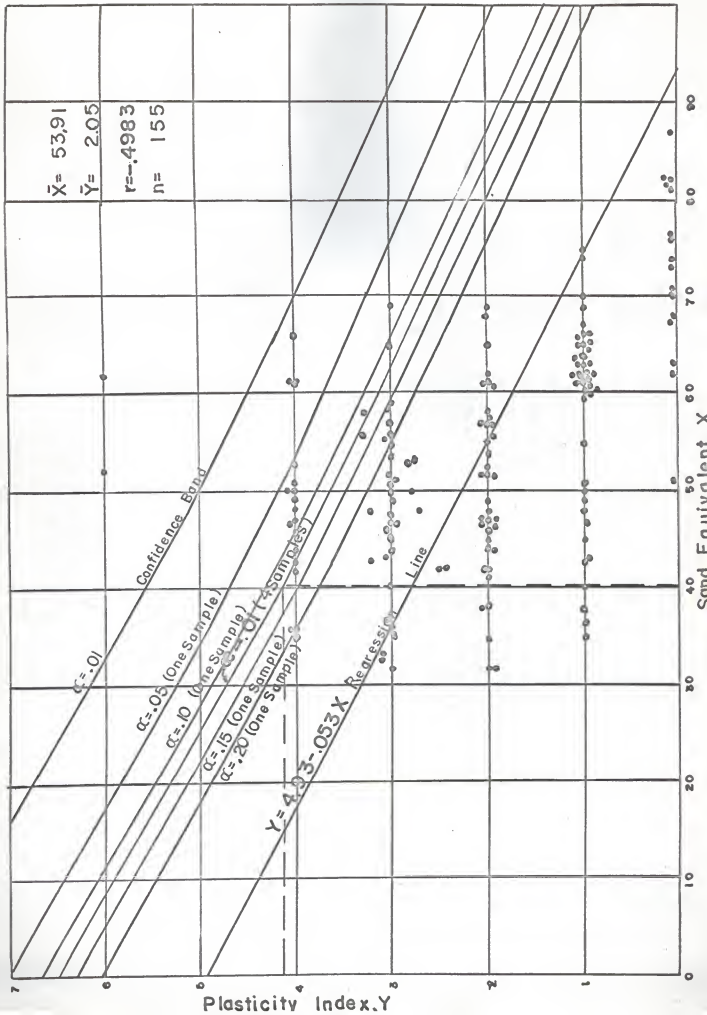 X̄= 53.91
Ȳ= 2.05
r=-.4983
n= 155
α=.01
Confidence Band
α=.05 (One Sample)
α=.10 (One Sample)
α=.01 (4 Samples)
α=.15 (One Sample)
α=.20 (One Sample)
Y=4.93-.053X Regression Line
7
6
5
4
3
2
1
Plasticity Index,Y
0
10
20
30
40
50
60
70
80
90
Sand Equivalent X